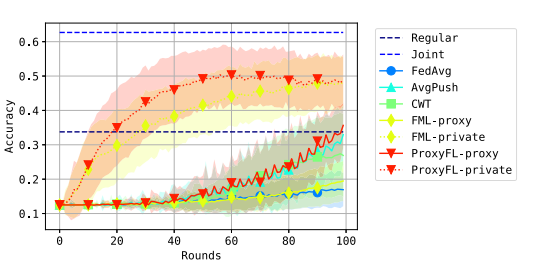 0.6
0.5
0.4
0.3
0.2
0.1
Accuracy
0
20
40
60
80
100
Rounds
Regular
Joint
FedAvg
AvgPush
CWT
FML-proxy
FML-private
ProxyFL-proxy
ProxyFL-private